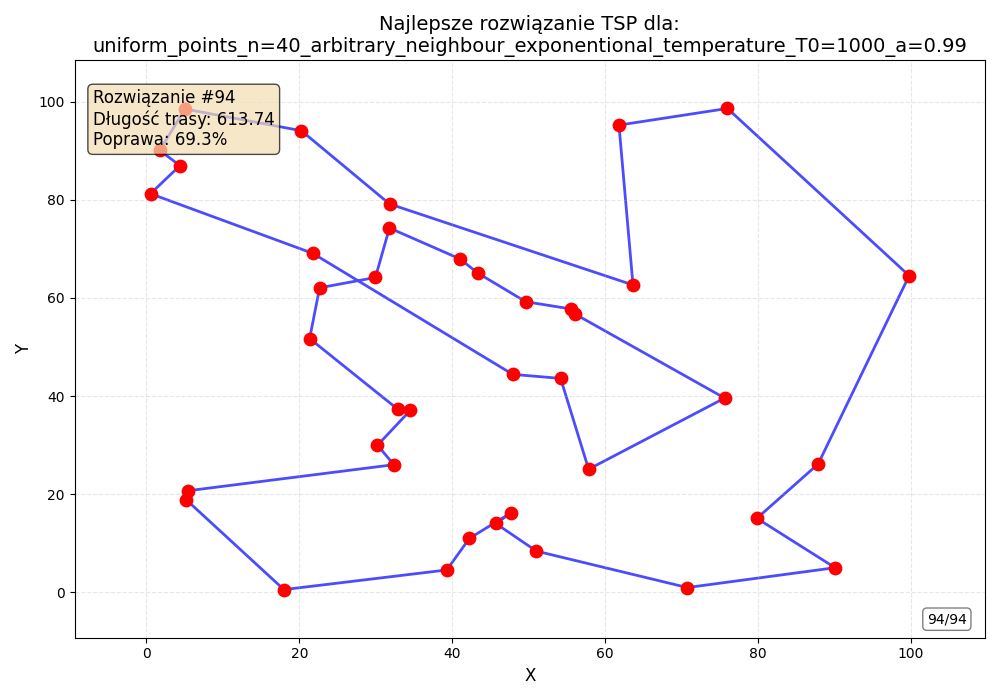 Najlepsze rozwiązanie TSP dla:
uniform_points_n=40_arbitrary_neighbour_exponential_temperature_T0=1000_a=0.99
Rozwiązanie #94
Długość trasy: 613.74
Poprawa: 69.3%
100
80
60
40
20
0
Y
94/94
0 20 40 60 80 100
X